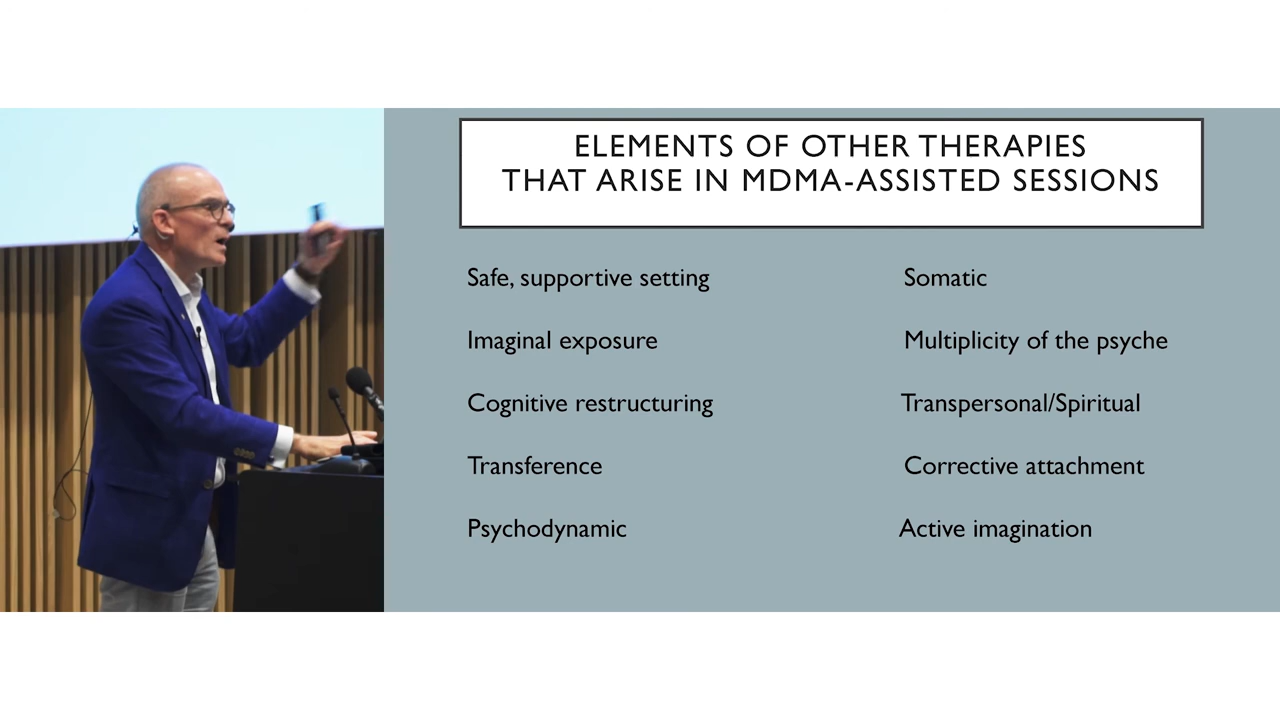 ELEMENTS OF OTHER THERAPIES
THAT ARISE IN MDMA-ASSISTED SESSIONS
Safe, supportive setting
Somatic
Imaginal exposure
Multiplicity of the psyche
Cognitive restructuring
Transpersonal/Spiritual
Transference
Corrective attachment
Psychodynamic
Active imagination